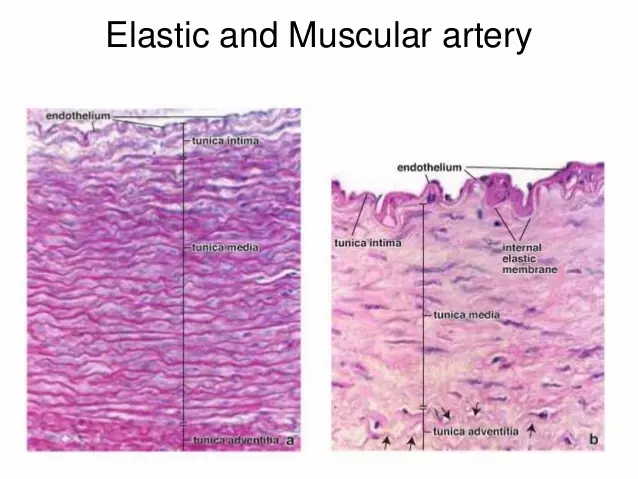 Elastic and Muscular artery
endothelium
tunica intima
tunica media
tunica adventitia
a
endothelium
tunica intima
internal
elastic
membrane
tunica media
tunica adventitia
b